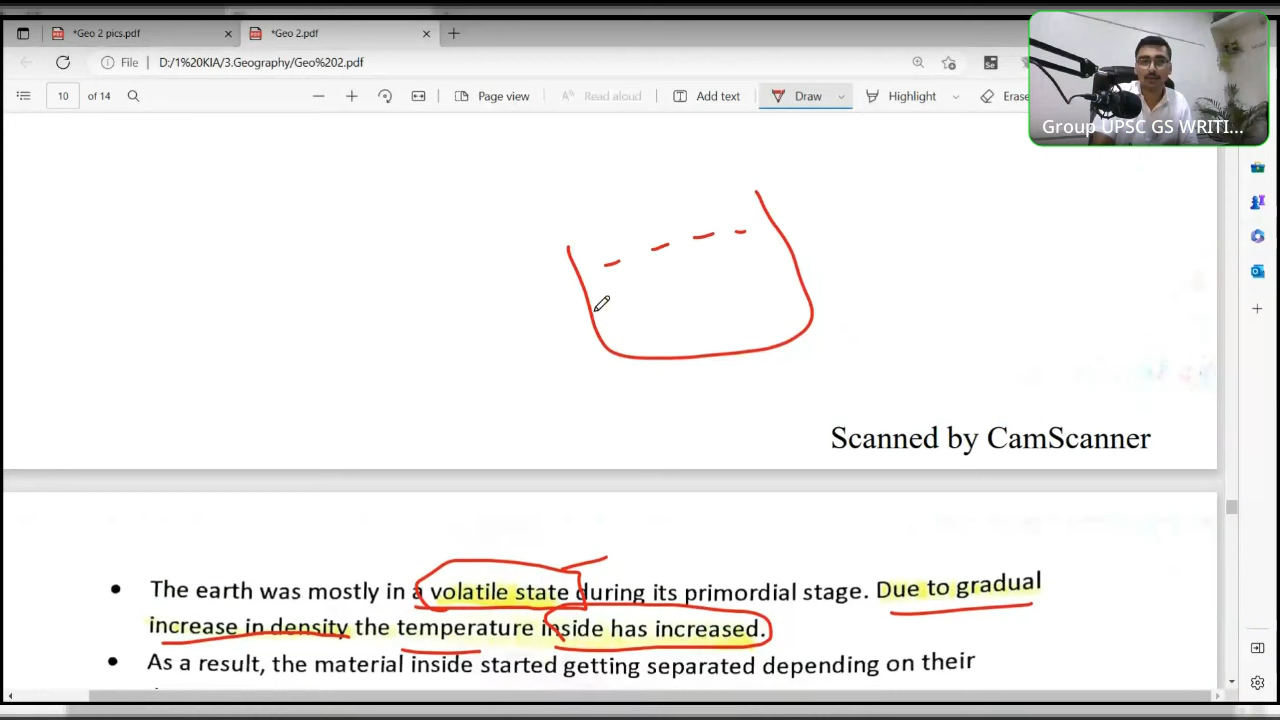 *Geo 2 pics.pdf
*Geo 2.pdf
File
D:/1%20KIA/3.Geography/Geo%202.pdf
10
of 14
Page view
Read aloud
Add text
Draw
Highlight
Erase
Group UPSC GS WRITI...
Scanned by CamScanner
• The earth was mostly in a volatile state during its primordial stage. Due to gradual
increase in density the temperature inside has increased.
• As a result, the material inside started getting separated depending on their